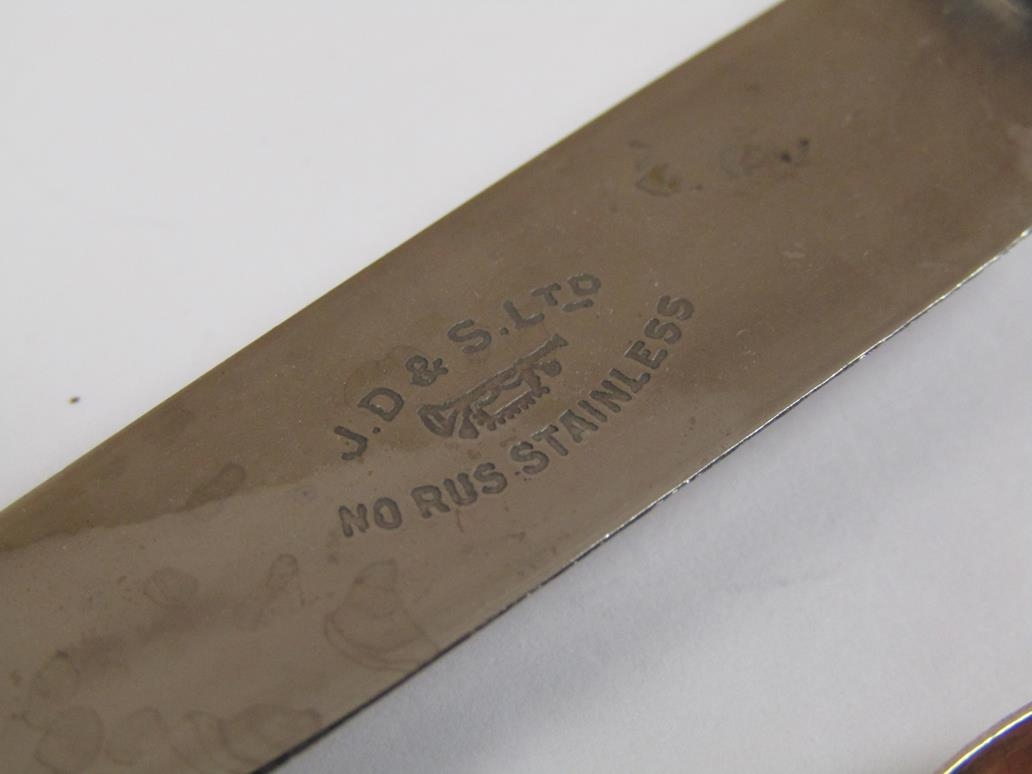 J.D & S. LTD
NO RUS STAINLESS